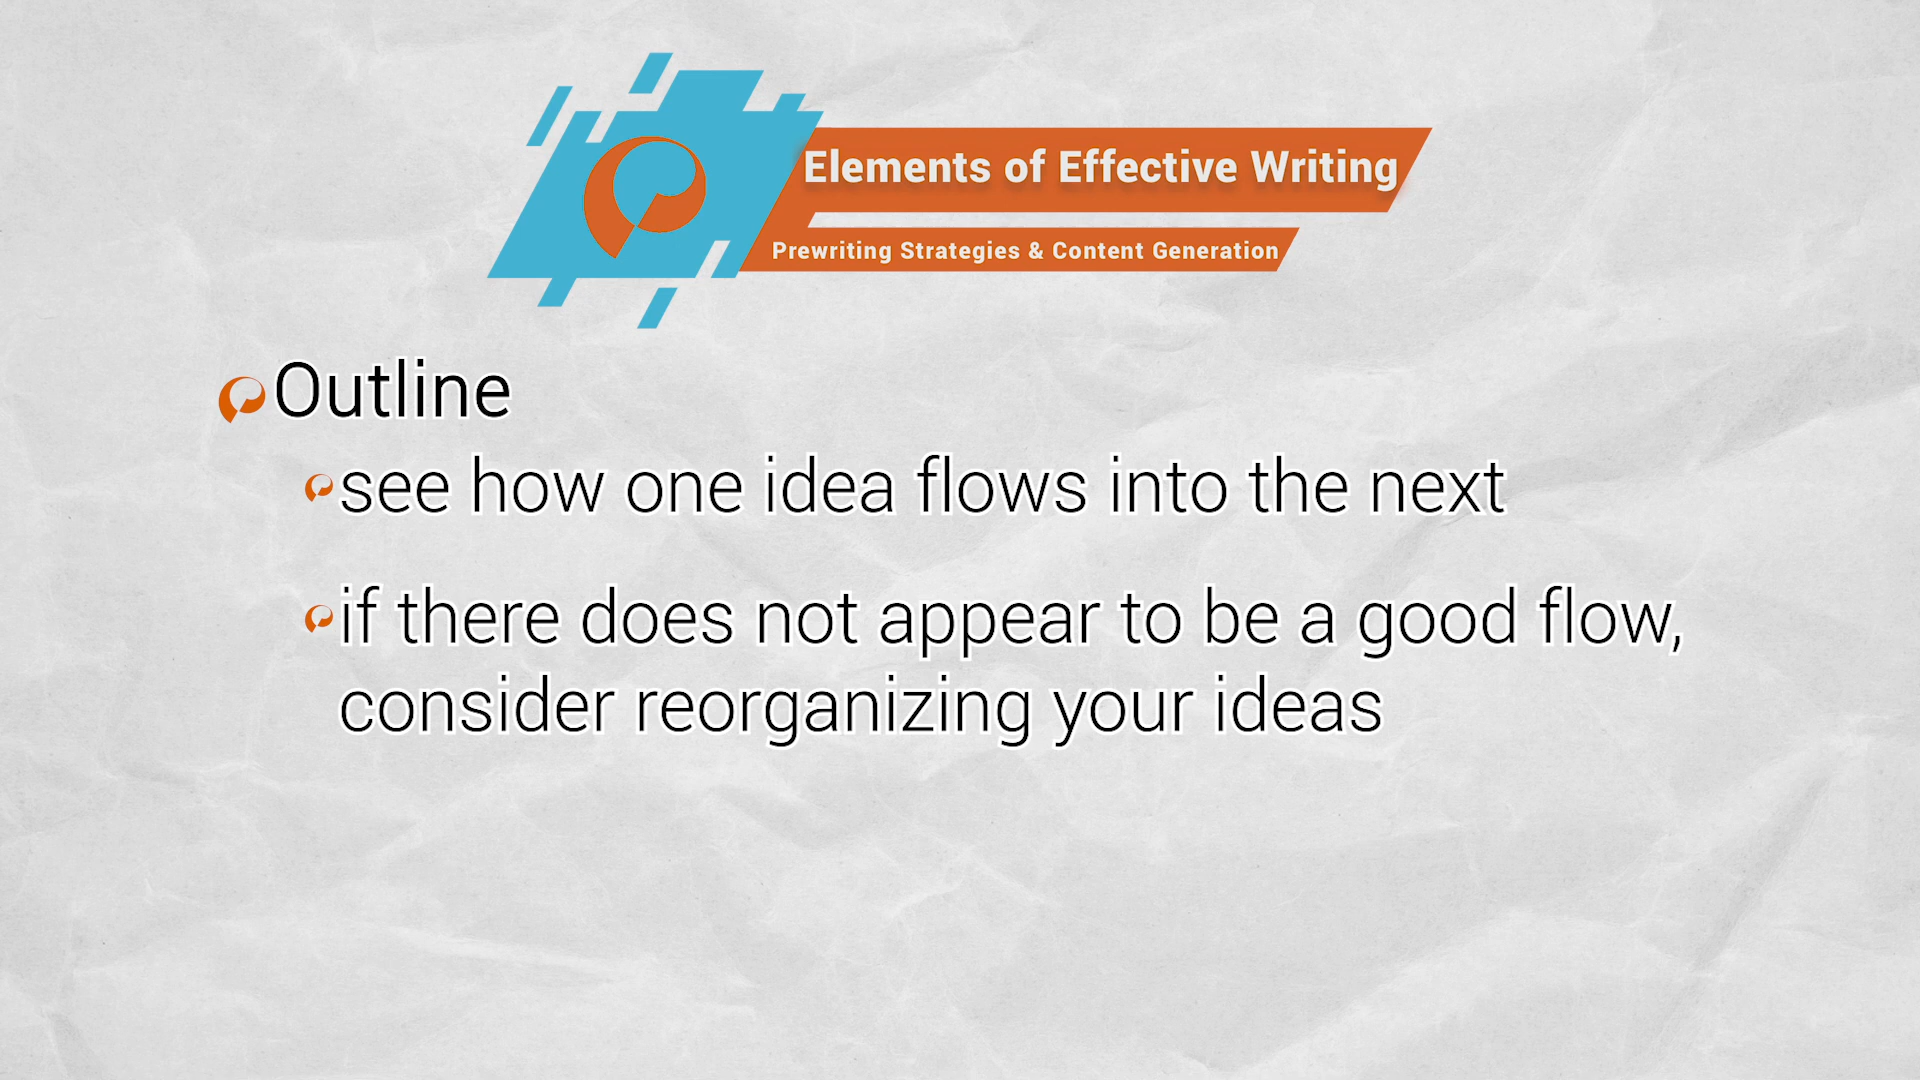 Elements of Effective Writing
Prewriting Strategies & Content Generation
Outline
see how one idea flows into the next
if there does not appear to be a good flow,
consider reorganizing your ideas